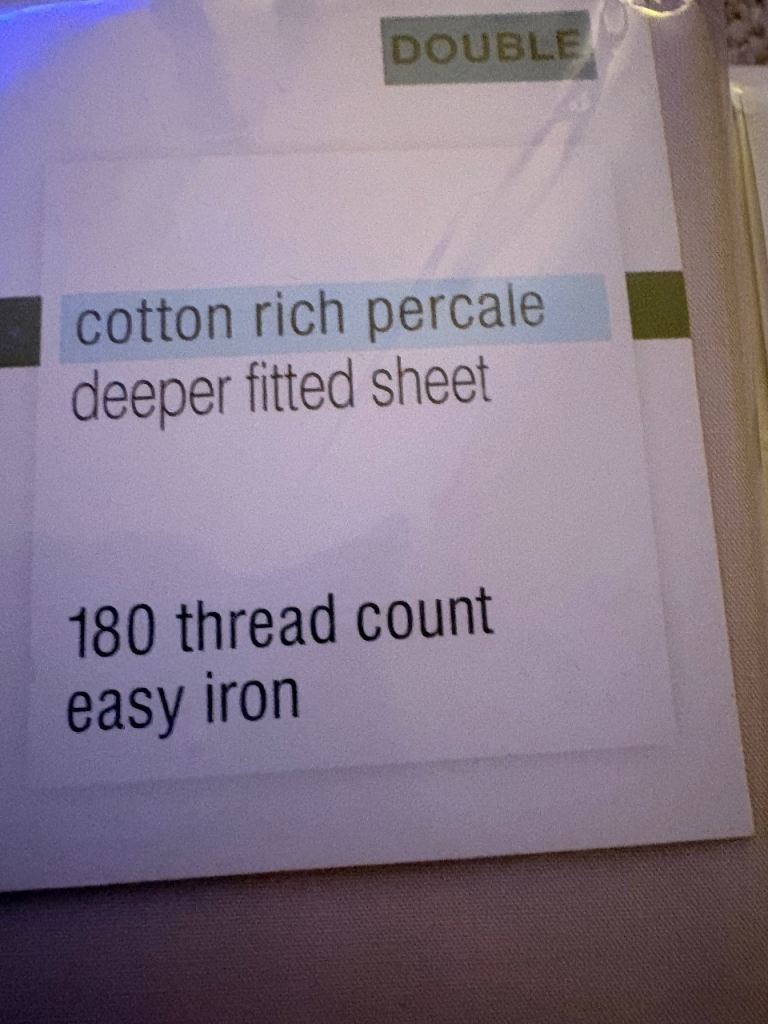 DOUBLE
cotton rich percale
deeper fitted sheet
180 thread count
easy iron